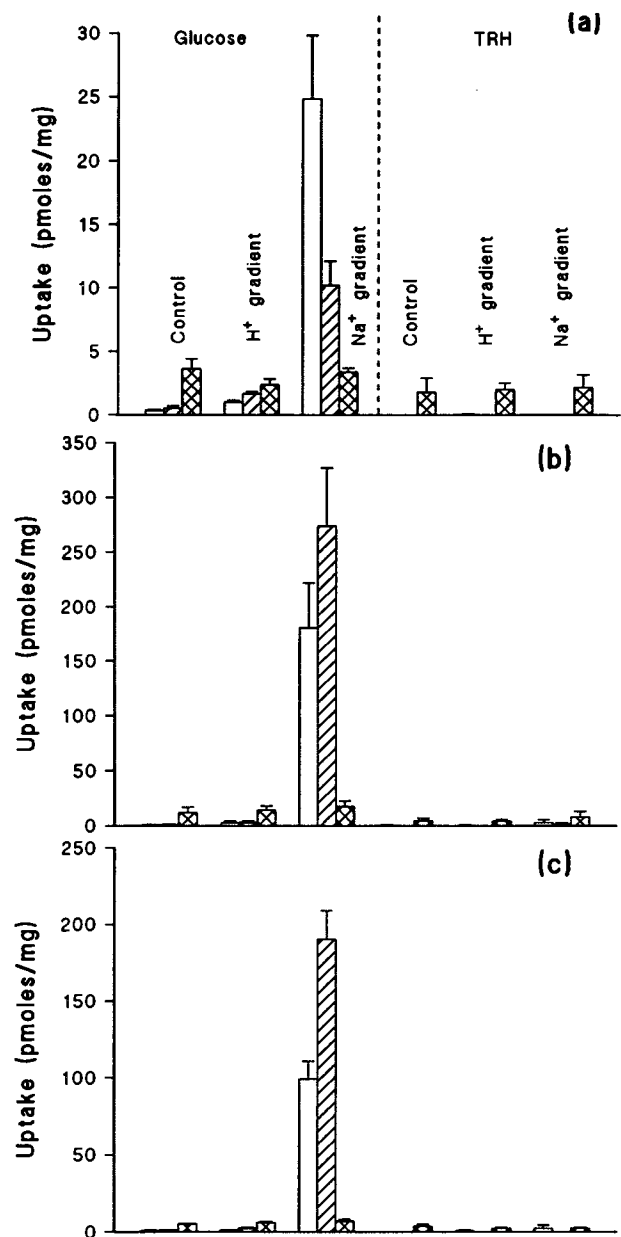 (a)
Glucose
TRH
Uptake (pmoles/mg)
30
25
20
15
10
5
0
Control
H+ gradient
Na+ gradient
Control
H+ gradient
Na+ gradient
(b)
Uptake (pmoles/mg)
350
300
250
200
150
100
50
0
(c)
Uptake (pmoles/mg)
250
200
150
100
50
0